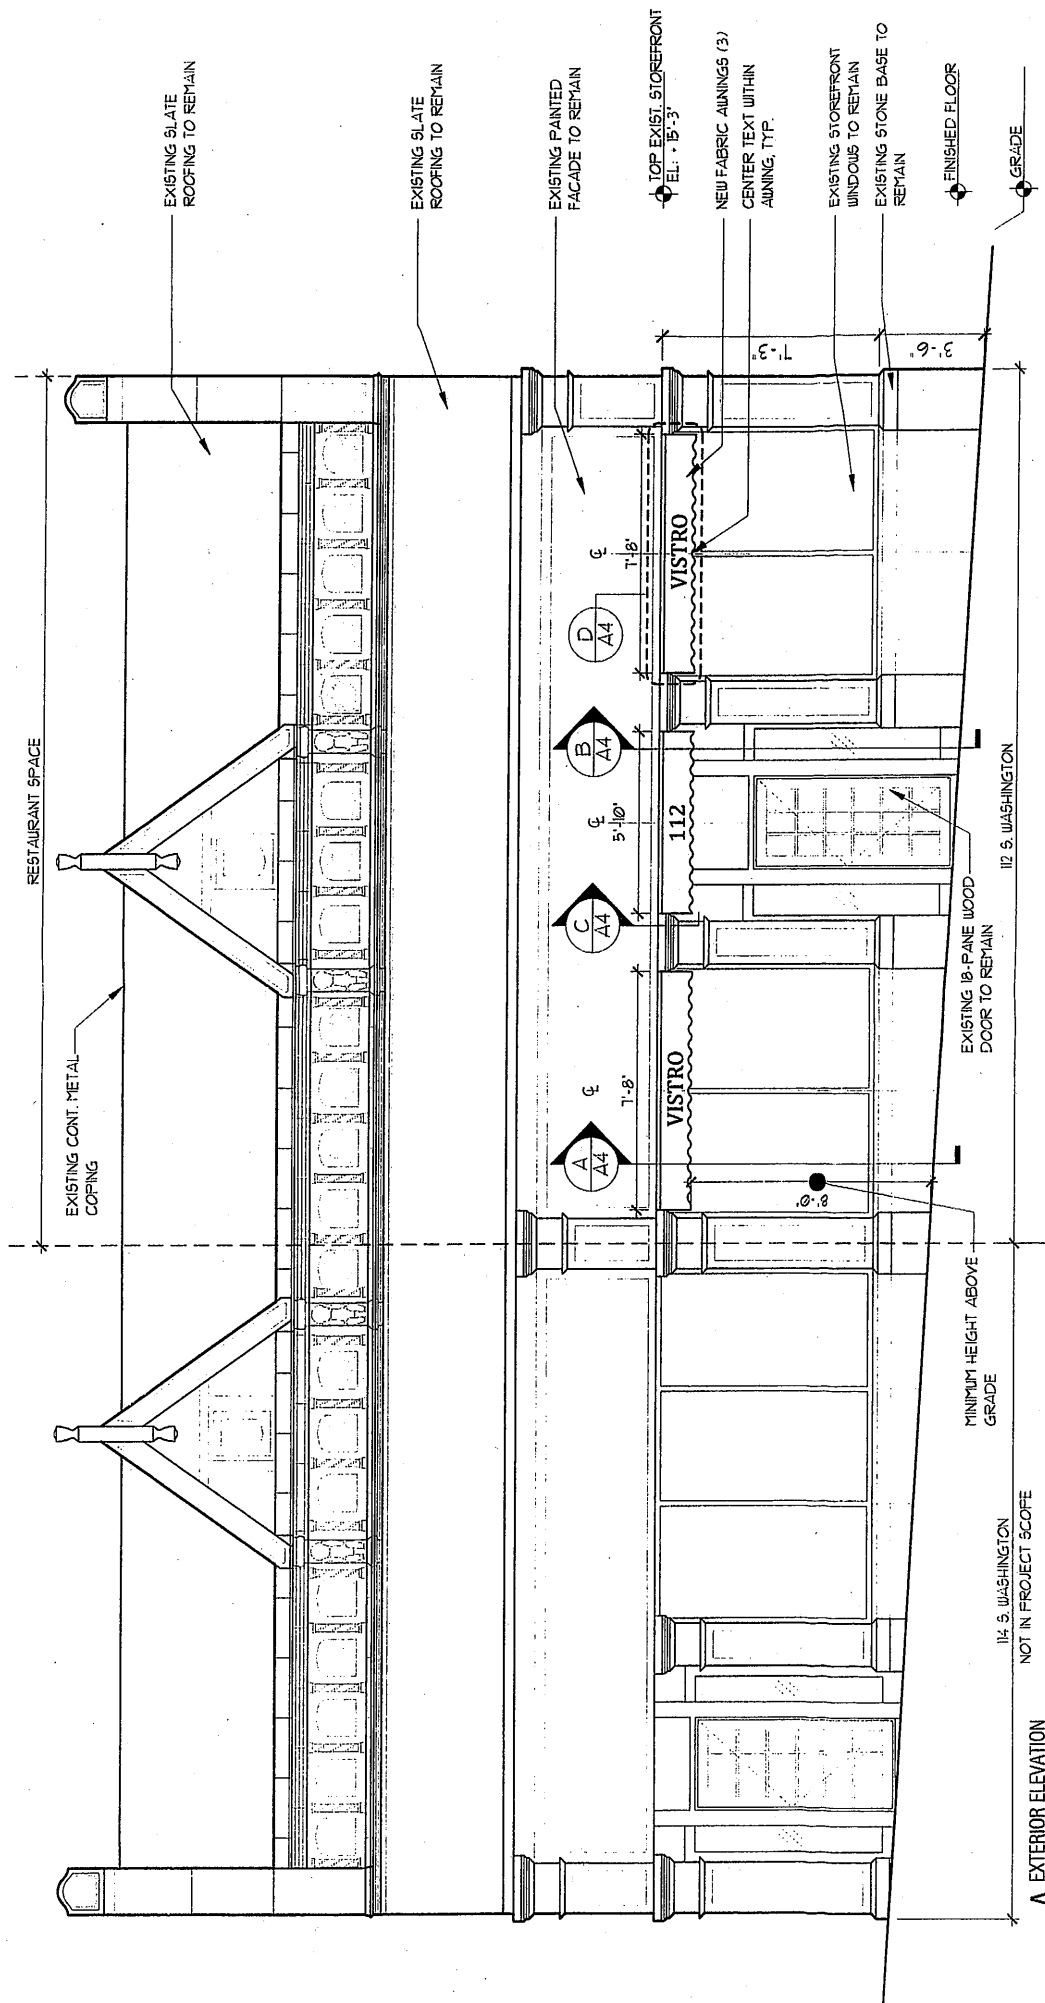 RESTAURANT SPACE
EXISTING CONT. METAL
COPING
EXISTING SLATE
ROOFING TO REMAIN
EXISTING SLATE
ROOFING TO REMAIN
EXISTING PAINTED
FACADE TO REMAIN
TOP EXIST. STOREFRONT
EL.: + 15'-3"
NEW FABRIC AWNINGS (3)
CENTER TEXT WITHIN
AWNING, TYP.
EXISTING STOREFRONT
WINDOWS TO REMAIN
EXISTING STONE BASE TO
REMAIN
FINISHED FLOOR
GRADE
A
A4
C
A4
B
A4
D
A4
℄
℄
℄
7'-8"
5'-10"
7'-8"
VISTRO
112
VISTRO
8'-0"
7'-3"
3'-6"
MINIMUM HEIGHT ABOVE
GRADE
EXISTING 18-PANE WOOD
DOOR TO REMAIN
114 S. WASHINGTON
NOT IN PROJECT SCOPE
112 S. WASHINGTON
A EXTERIOR ELEVATION